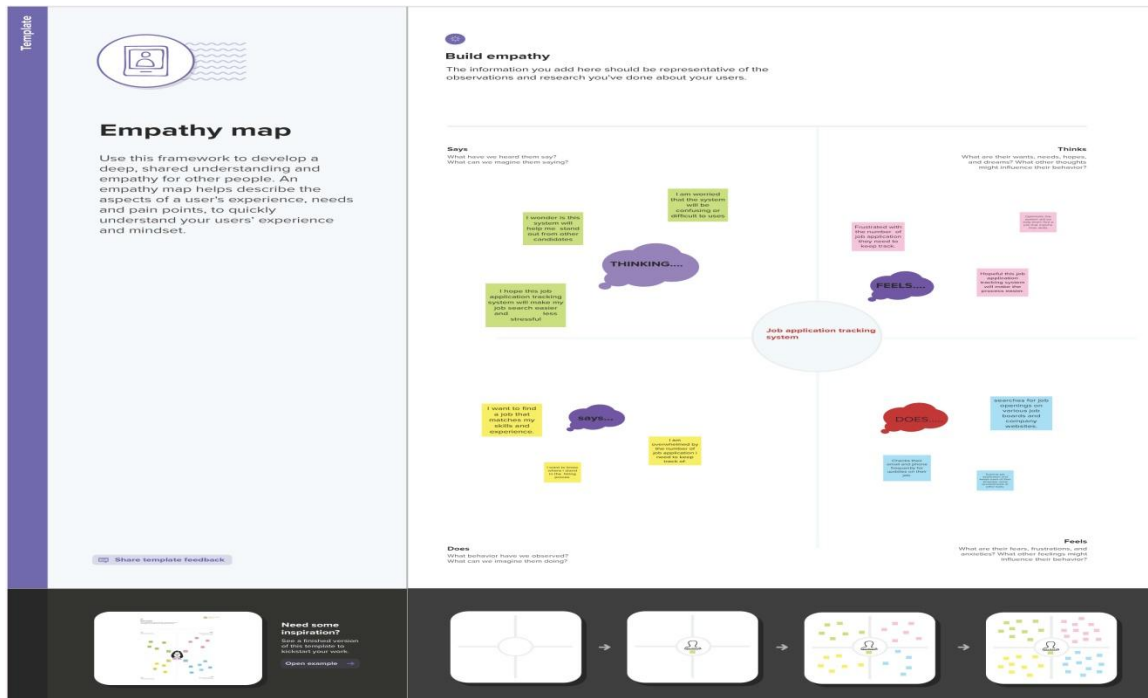 Template
Empathy map
Use this framework to develop a
deep, shared understanding and
empathy for other people. An
empathy map helps describe the
aspects of a user's experience, needs
and pain points, to quickly
understand your users' experience
and mindset.
Share template feedback
Need some
inspiration?
See a finished version
of this template to
kickstart your work.
Open example
Build empathy
The information you add here should be representative of the
observations and research you've done about your users.
Says
What have we heard them say?
What can we imagine them saying?
Thinks
What are their wants, needs, hopes,
and dreams? What other thoughts
might influence their behavior?
I am worried
that the system
will be
confusing or
difficult to uses
I wonder is this
system will
help me stand
out from other
candidates
THINKING....
I hope this job
application tracking
system will make my
job search easier
and less
stressful
Frustrated with
the number of
job application
they need to
keep track.
FEELS....
Hopeful this job
application
tracking system
will make the
process easier.
Job application tracking
system
I want to find
a job that
matches my
skills and
experience.
says...
I am
overwhelmed by
the number of
job application i
need to keep
track of
I want to know
where I stand
in the hiring
DOES...
searches for job
openings on
various job
boards and
company
websites.
Checks their
email and phone
frequently for
updates on their
job.
Does
What behavior have we observed?
What can we imagine them doing?
Feels
What are their fears, frustrations, and
anxieties? What other feelings might
influence their behavior?